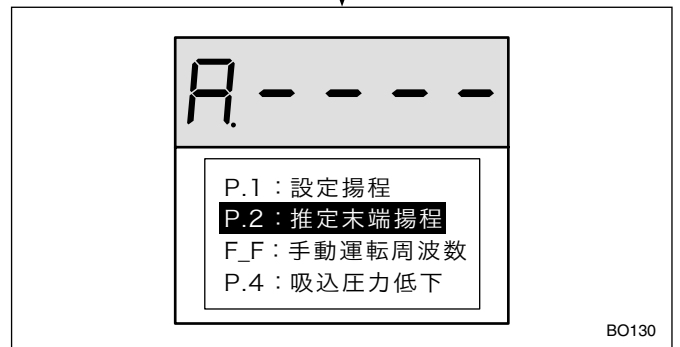 A.----
P.1：設定揚程
P.2：推定末端揚程
F_F：手動運転周波数
P.4：吸込圧力低下
BO130